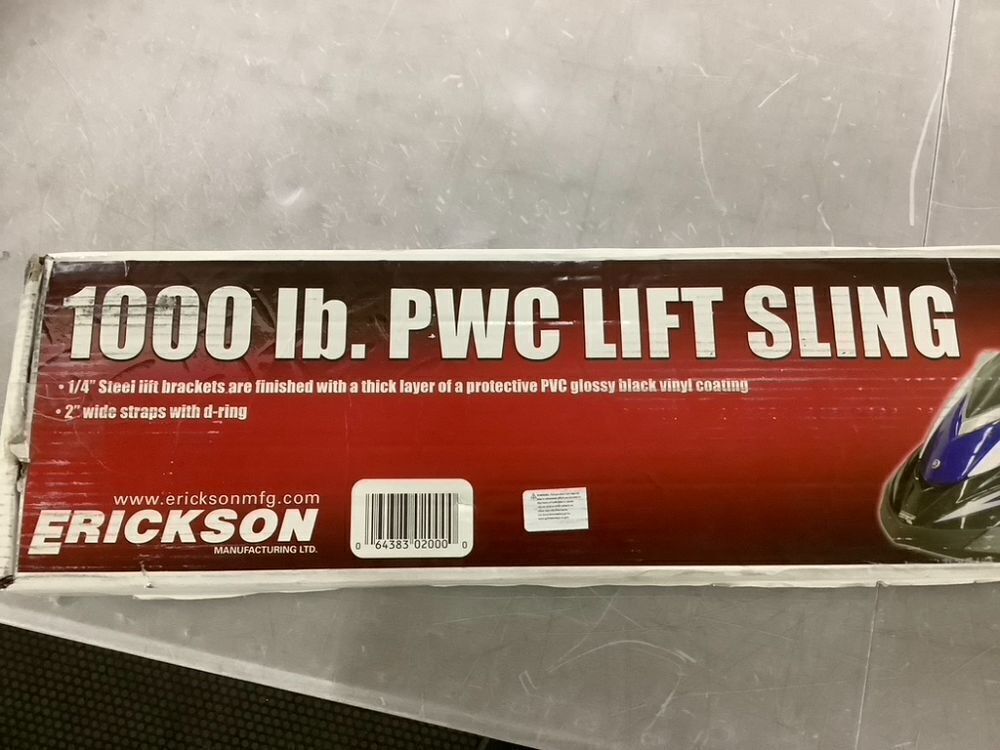 1000 lb. PWC LIFT SLING
• 1/4" Steel lift brackets are finished with a thick layer of a protective PVC glossy black vinyl coating
• 2" wide straps with d-ring
www.ericksonmfg.com
ERICKSON
MANUFACTURING LTD.
0 64383 02000 0